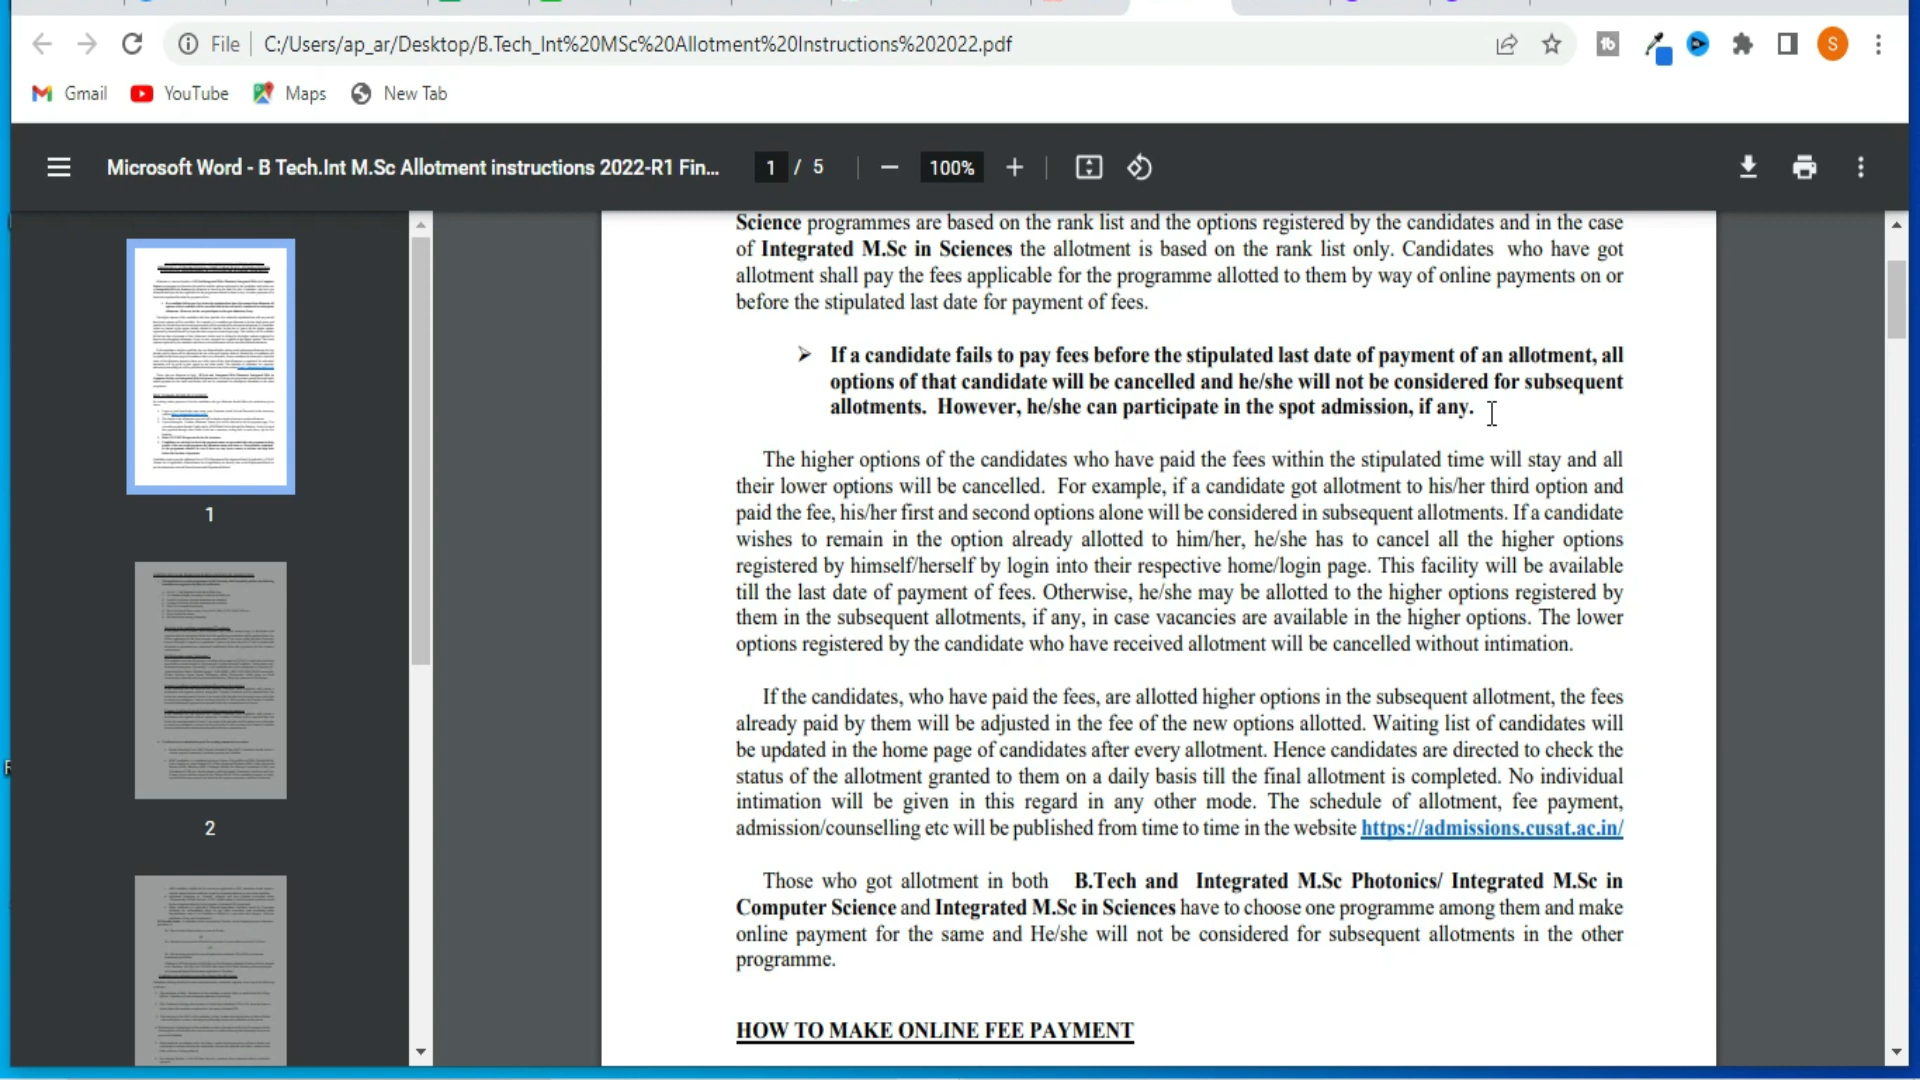 File
C:/Users/ap_ar/Desktop/B.Tech_Int%20MSc%20Allotment%20Instructions%202022.pdf
S
Gmail
YouTube
Maps
New Tab
Microsoft Word - B Tech.Int M.Sc Allotment instructions 2022-R1 Fin...
1 / 5
100%
Science programmes are based on the rank list and the options registered by the candidates and in the case
of Integrated M.Sc in Sciences the allotment is based on the rank list only. Candidates who have got
allotment shall pay the fees applicable for the programme allotted to them by way of online payments on or
before the stipulated last date for payment of fees.
➢ If a candidate fails to pay fees before the stipulated last date of payment of an allotment, all
options of that candidate will be cancelled and he/she will not be considered for subsequent
allotments. However, he/she can participate in the spot admission, if any.
The higher options of the candidates who have paid the fees within the stipulated time will stay and all
their lower options will be cancelled. For example, if a candidate got allotment to his/her third option and
paid the fee, his/her first and second options alone will be considered in subsequent allotments. If a candidate
wishes to remain in the option already allotted to him/her, he/she has to cancel all the higher options
registered by himself/herself by login into their respective home/login page. This facility will be available
till the last date of payment of fees. Otherwise, he/she may be allotted to the higher options registered by
them in the subsequent allotments, if any, in case vacancies are available in the higher options. The lower
options registered by the candidate who have received allotment will be cancelled without intimation.
If the candidates, who have paid the fees, are allotted higher options in the subsequent allotment, the fees
already paid by them will be adjusted in the fee of the new options allotted. Waiting list of candidates will
be updated in the home page of candidates after every allotment. Hence candidates are directed to check the
status of the allotment granted to them on a daily basis till the final allotment is completed. No individual
intimation will be given in this regard in any other mode. The schedule of allotment, fee payment,
admission/counselling etc will be published from time to time in the website https://admissions.cusat.ac.in/
Those who got allotment in both B.Tech and Integrated M.Sc Photonics/ Integrated M.Sc in
Computer Science and Integrated M.Sc in Sciences have to choose one programme among them and make
online payment for the same and He/she will not be considered for subsequent allotments in the other
programme.
HOW TO MAKE ONLINE FEE PAYMENT
1
2